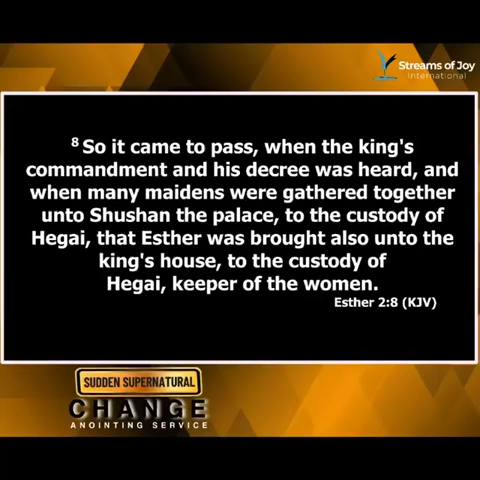 Streams of Joy
International
8 So it came to pass, when the king's
commandment and his decree was heard, and
when many maidens were gathered together
unto Shushan the palace, to the custody of
Hegai, that Esther was brought also unto the
king's house, to the custody of
Hegai, keeper of the women.
Esther 2:8 (KJV)
SUDDEN SUPERNATURAL
CHANGE
ANOINTING SERVICE